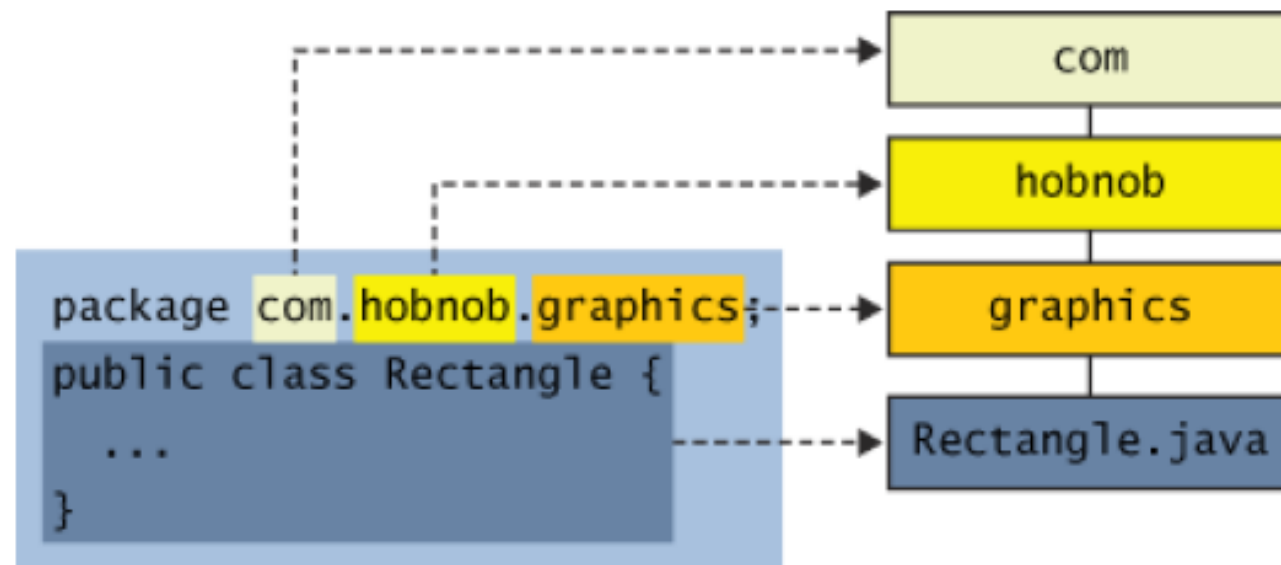 com
hobnob
package com.hobnob.graphics;
graphics
public class Rectangle {
...
Rectangle.java
}